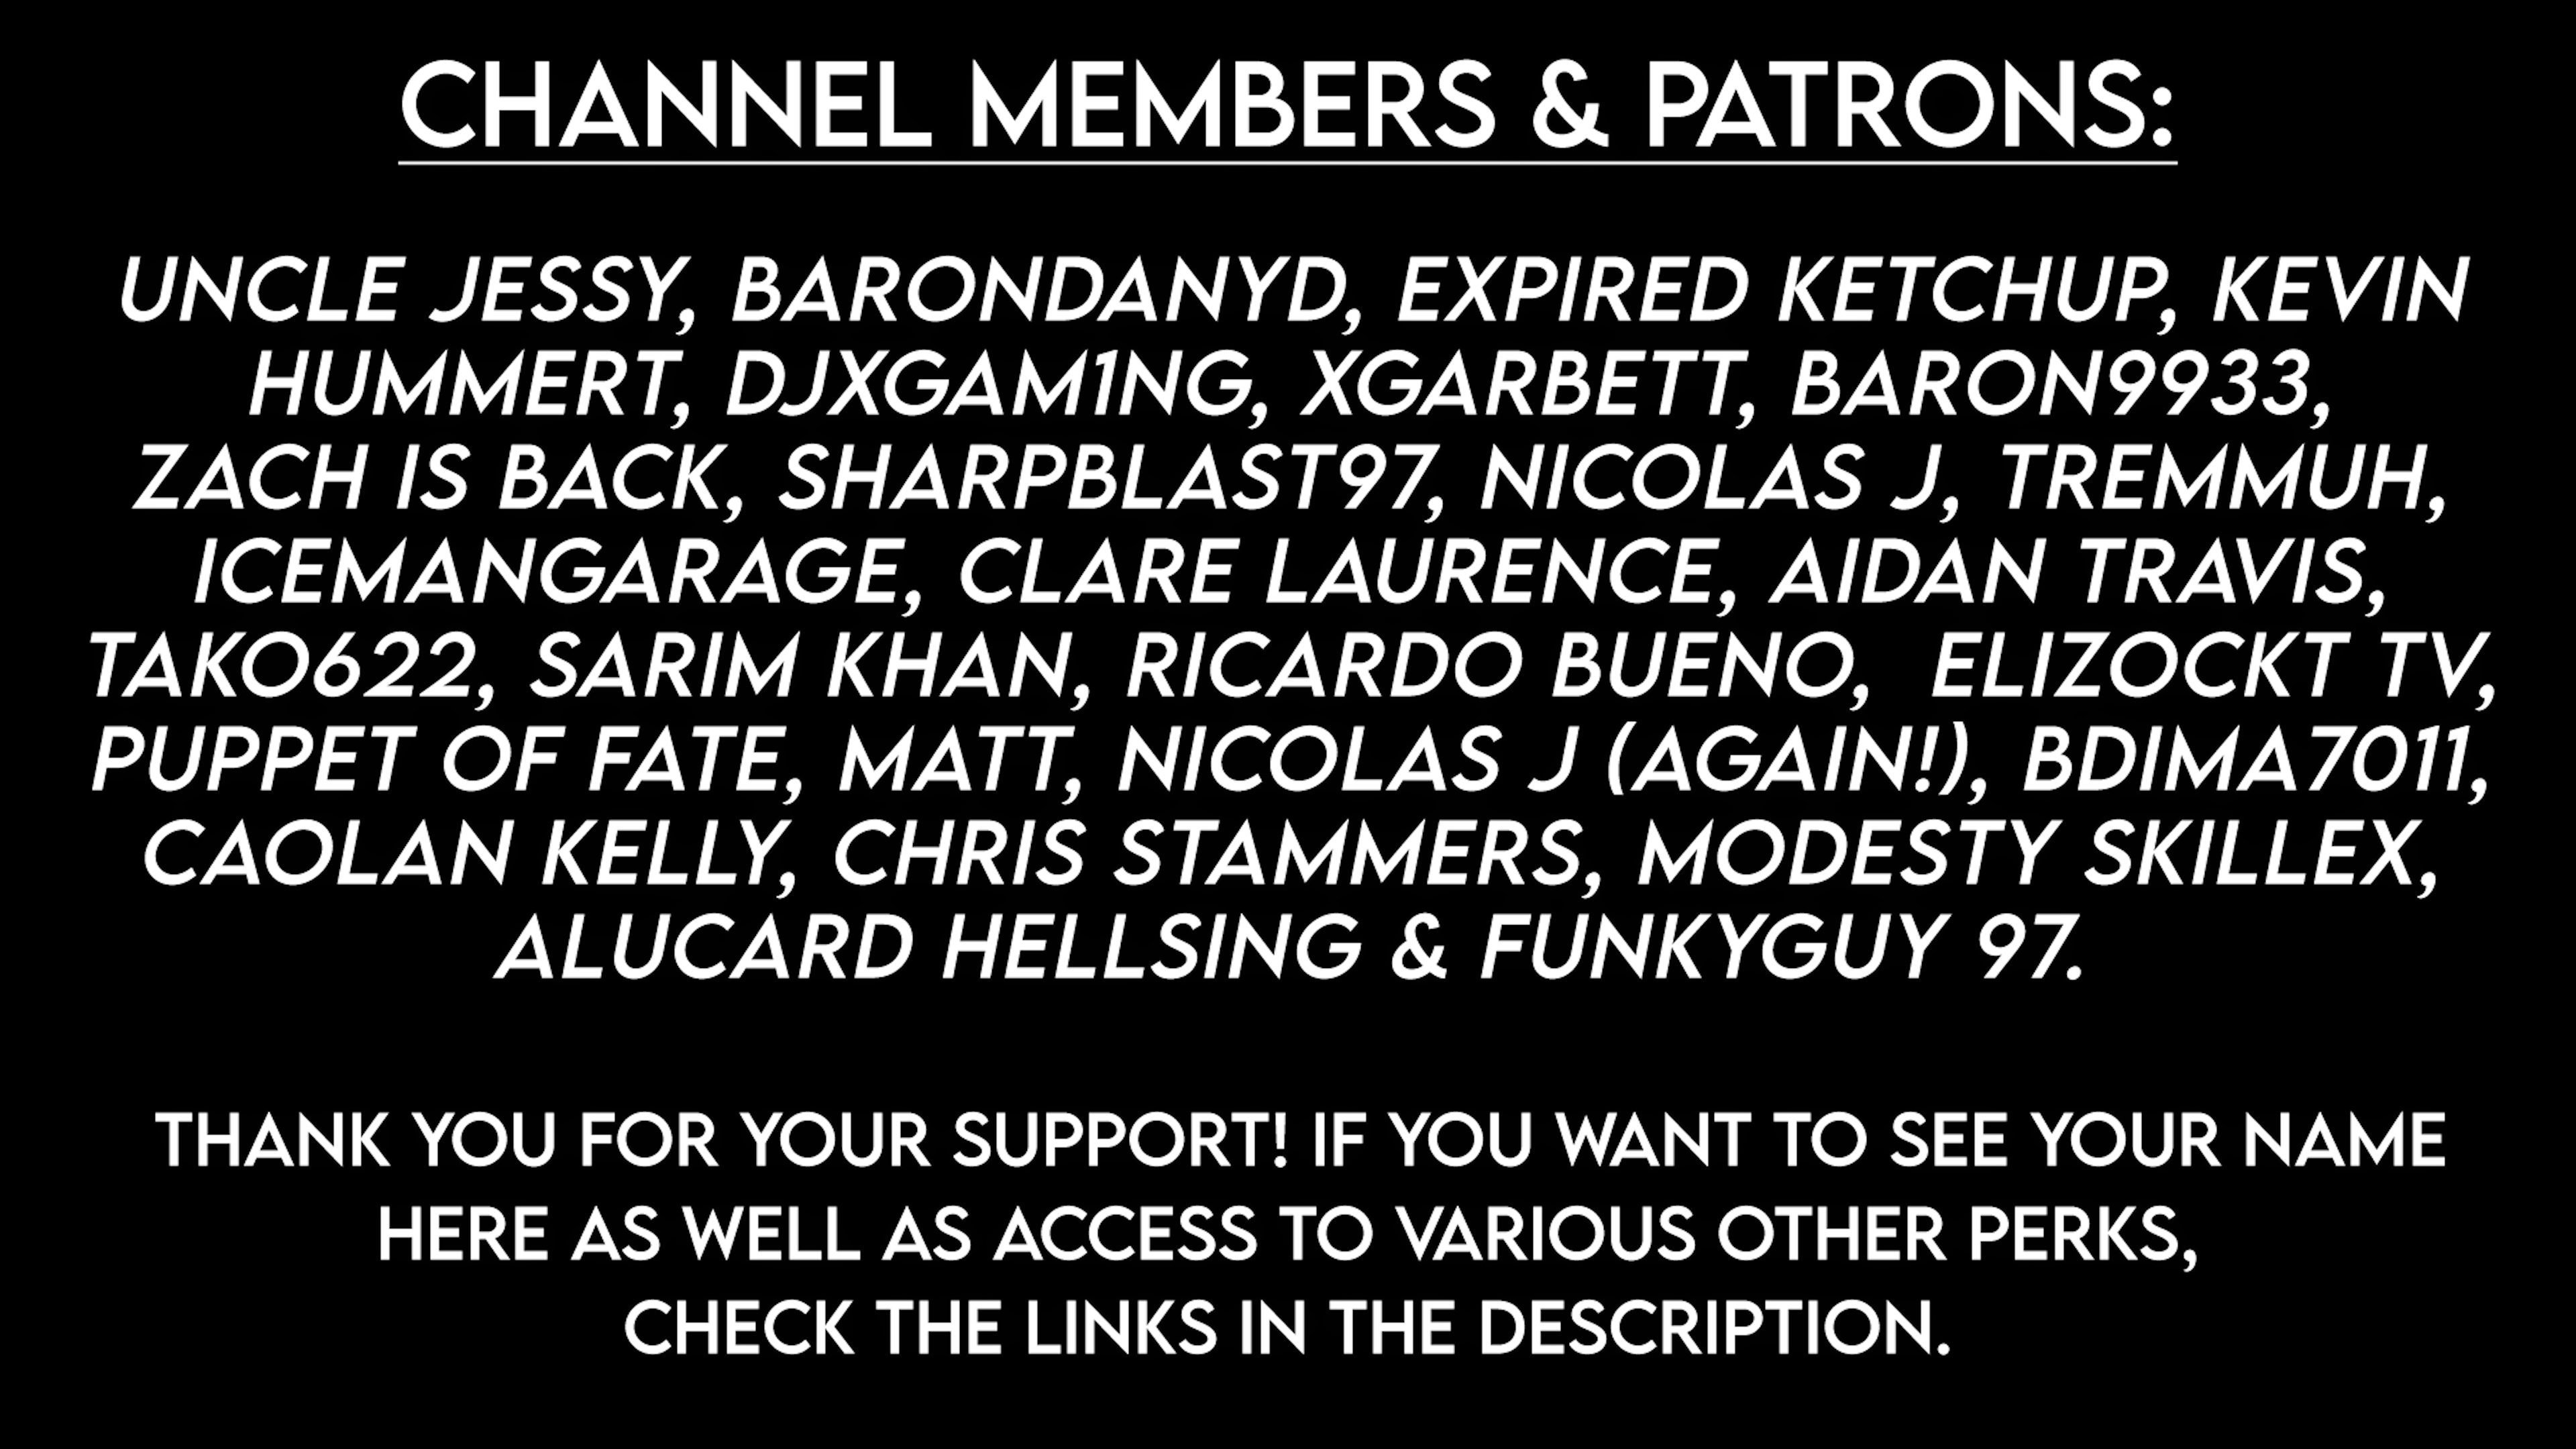 CHANNEL MEMBERS & PATRONS:
UNCLE JESSY, BARONDANYD, EXPIRED KETCHUP, KEVIN
HUMMERT, DJXGAM1NG, XGARBETT, BARON9933,
ZACH IS BACK, SHARPBLAST97, NICOLAS J, TREMMUH,
ICEMANGARAGE, CLARE LAURENCE, AIDAN TRAVIS,
TAKO622, SARIM KHAN, RICARDO BUENO, ELIZOCKT TV,
PUPPET OF FATE, MATT, NICOLAS J (AGAIN!), BDIMA7011,
CAOLAN KELLY, CHRIS STAMMERS, MODESTY SKILLEX,
ALUCARD HELLSING & FUNKYGUY 97.
THANK YOU FOR YOUR SUPPORT! IF YOU WANT TO SEE YOUR NAME
HERE AS WELL AS ACCESS TO VARIOUS OTHER PERKS,
CHECK THE LINKS IN THE DESCRIPTION.